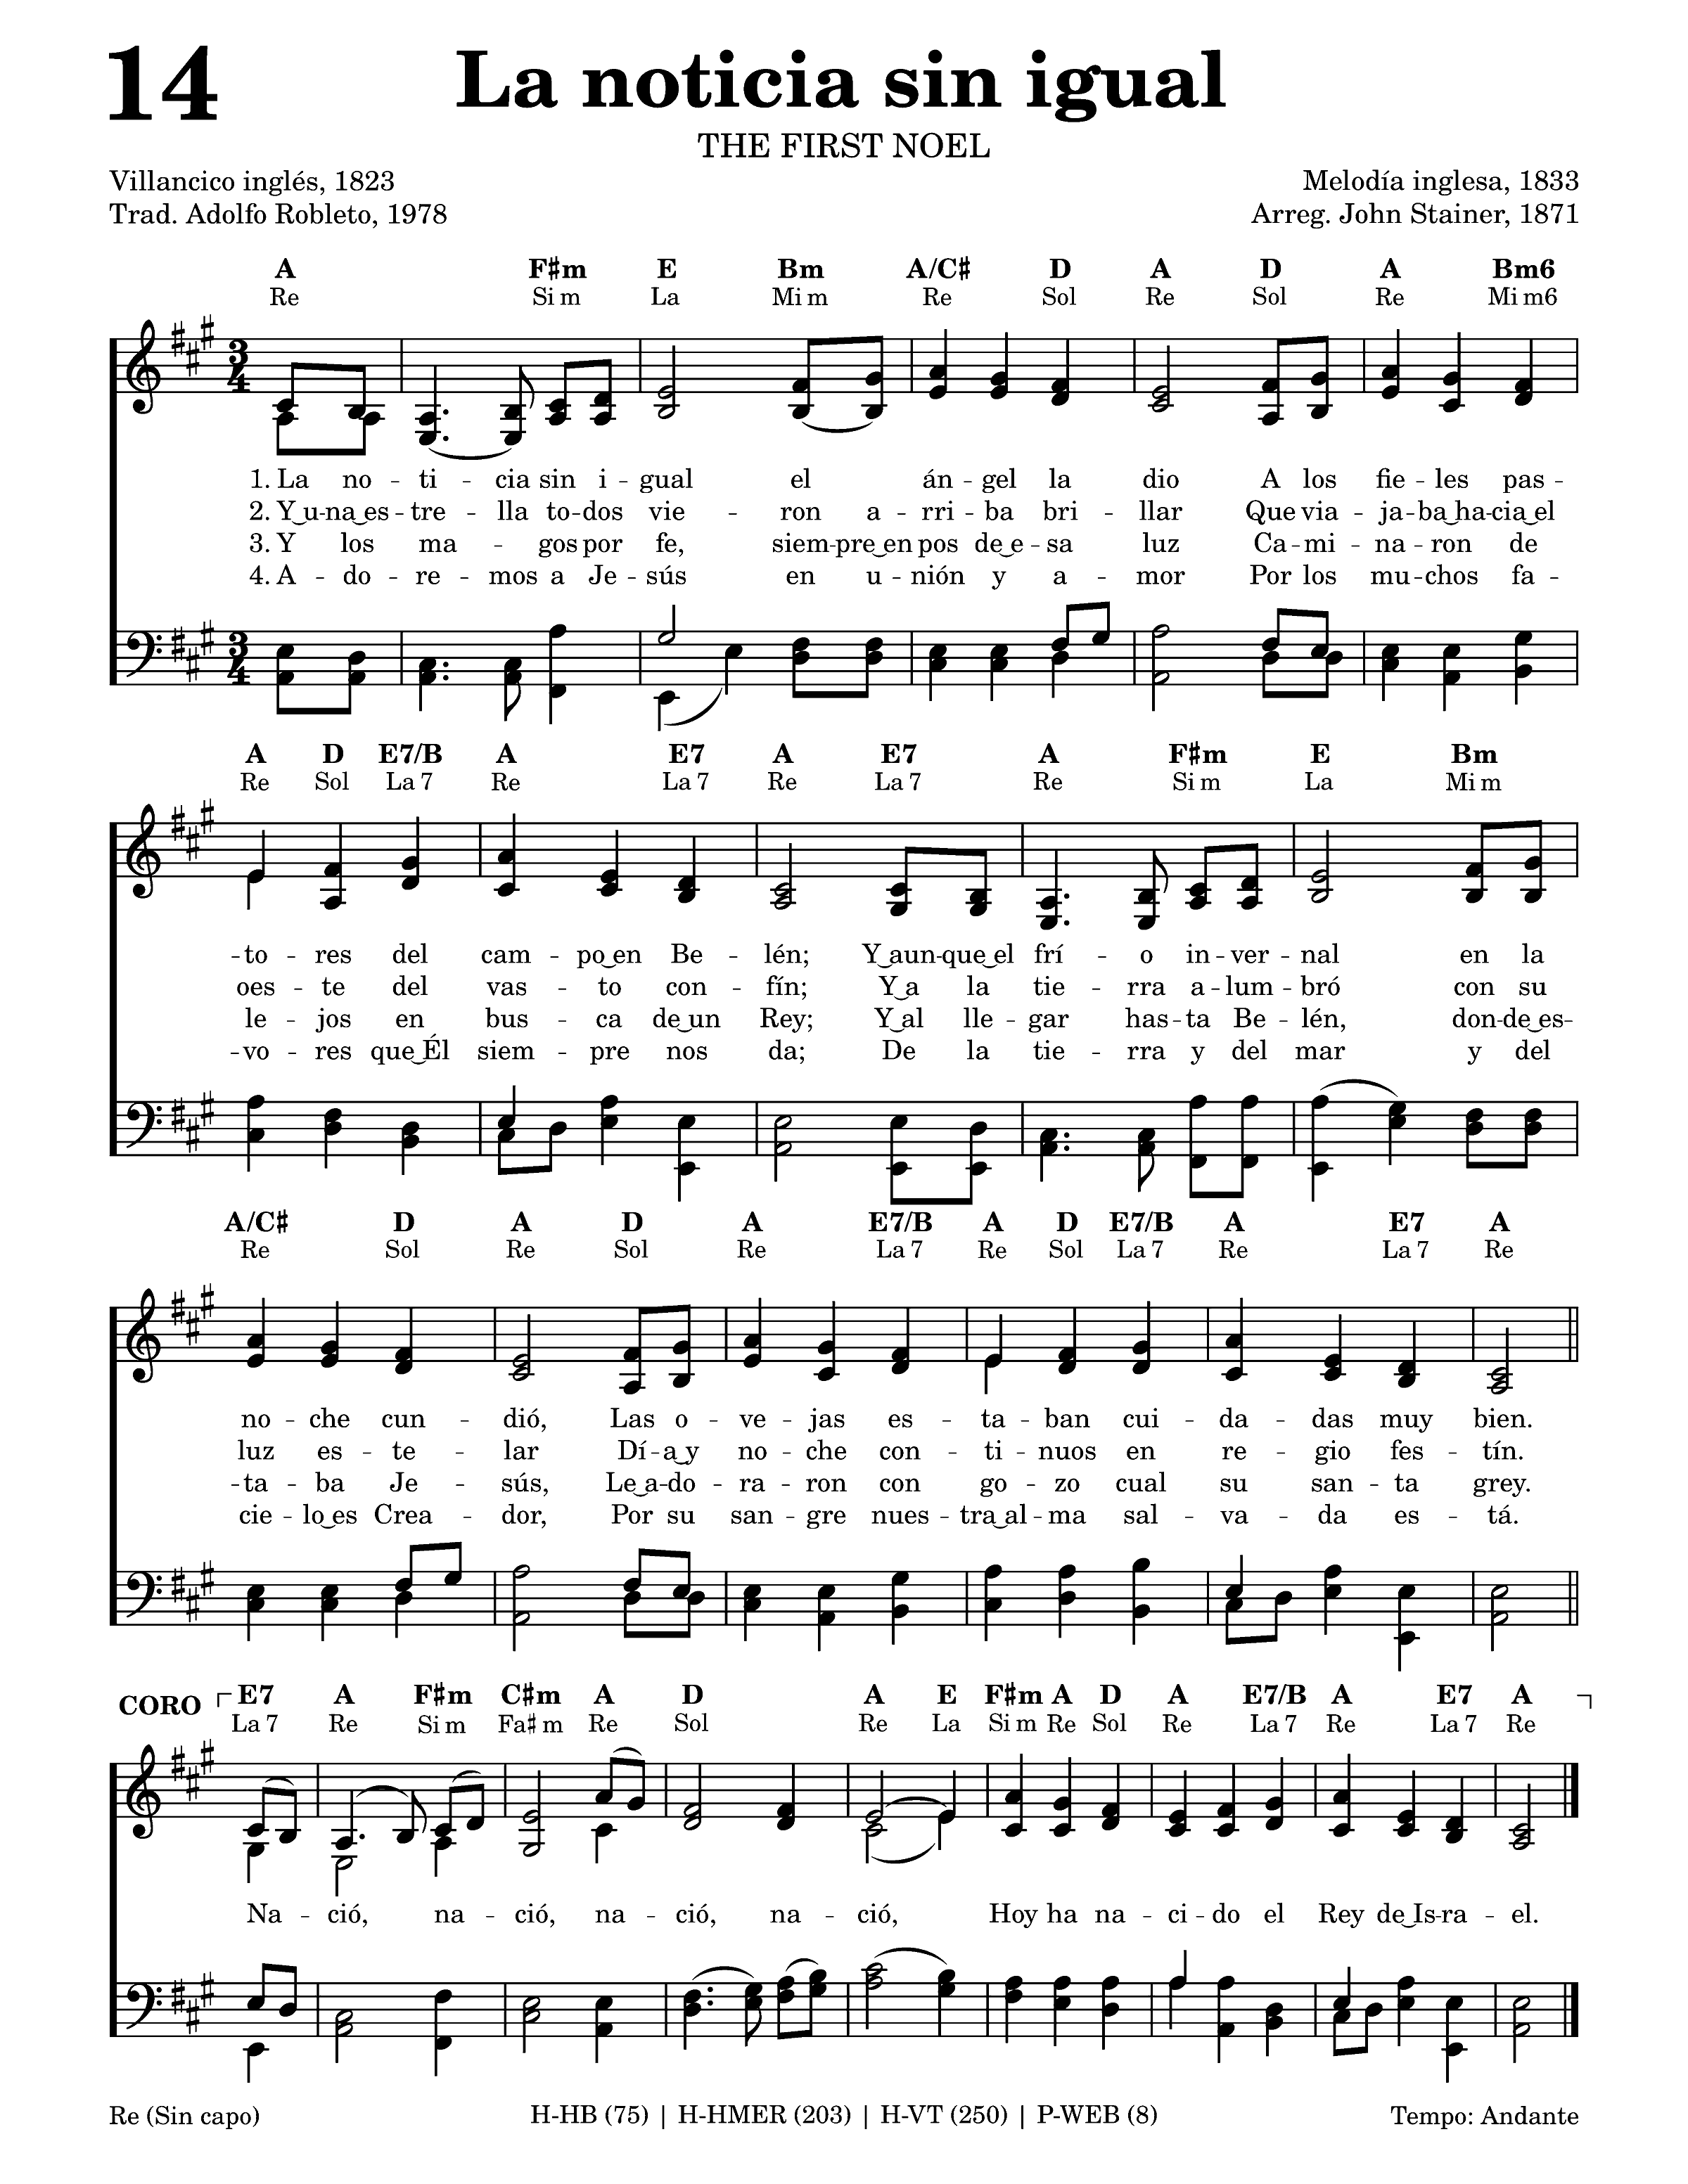 14
La noticia sin igual
THE FIRST NOEL
Villancico inglés, 1823
Melodía inglesa, 1833
Trad. Adolfo Robleto, 1978
Arreg. John Stainer, 1871
A F♯m E Bm A/C♯ D A D A Bm6
Re Si m La Mi m Re Sol Re Sol Re Mi m6
3 4
1. La no – ti – cia sin i – gual el án – gel la dio A los fie – les pas –
2. Y‿u – na‿es – tre – lla to – dos vie – ron a – rri – ba bri – llar Que via – ja – ba‿ha – cia‿el
3. Y los ma – gos por fe, siem – pre‿en pos de‿e – sa luz Ca – mi – na – ron de
4. A – do – re – mos a Je – sús en u – nión y a – mor Por los mu – chos fa –
3 4
A D E7/B A E7 A E7 A F♯m E Bm
Re Sol La 7 Re La 7 Re La 7 Re Si m La Mi m
– to – res del cam – po‿en Be – lén; Y‿aun – que‿el frí – o in – ver – nal en la
oes – te del vas – to con – fín; Y‿a la tie – rra a – lum – bró con su
le – jos en bus – ca de‿un Rey; Y‿al lle – gar has – ta Be – lén, don – de‿es –
– vo – res que‿Él siem – pre nos da; De la tie – rra y del mar y del
A/C♯ D A D A E7/B A D E7/B A E7 A
Re Sol Re Sol Re La 7 Re Sol La 7 Re La 7 Re
no – che cun – dió, Las o – ve – jas es – ta – ban cui – da – das muy bien.
luz es – te – lar Dí – a‿y no – che con – ti – nuos en re – gio fes – tín.
– ta – ba Je – sús, Le‿a – do – ra – ron con go – zo cual su san – ta grey.
cie – lo‿es Crea – dor, Por su san – gre nues – tra‿al – ma sal – va – da es – tá.
CORO E7 A F♯m C♯m A D A E F♯m A D A E7/B A E7 A
La 7 Re Si m Fa♯ m Re Sol Re La Si m Re Sol Re La 7 Re La 7 Re
Na – ció, na – ció, na – ció, na – ció, Hoy ha na – ci – do el Rey de‿Is – ra – el.
Re (Sin capo)
H-HB (75) | H-HMER (203) | H-VT (250) | P-WEB (8)
Tempo: Andante